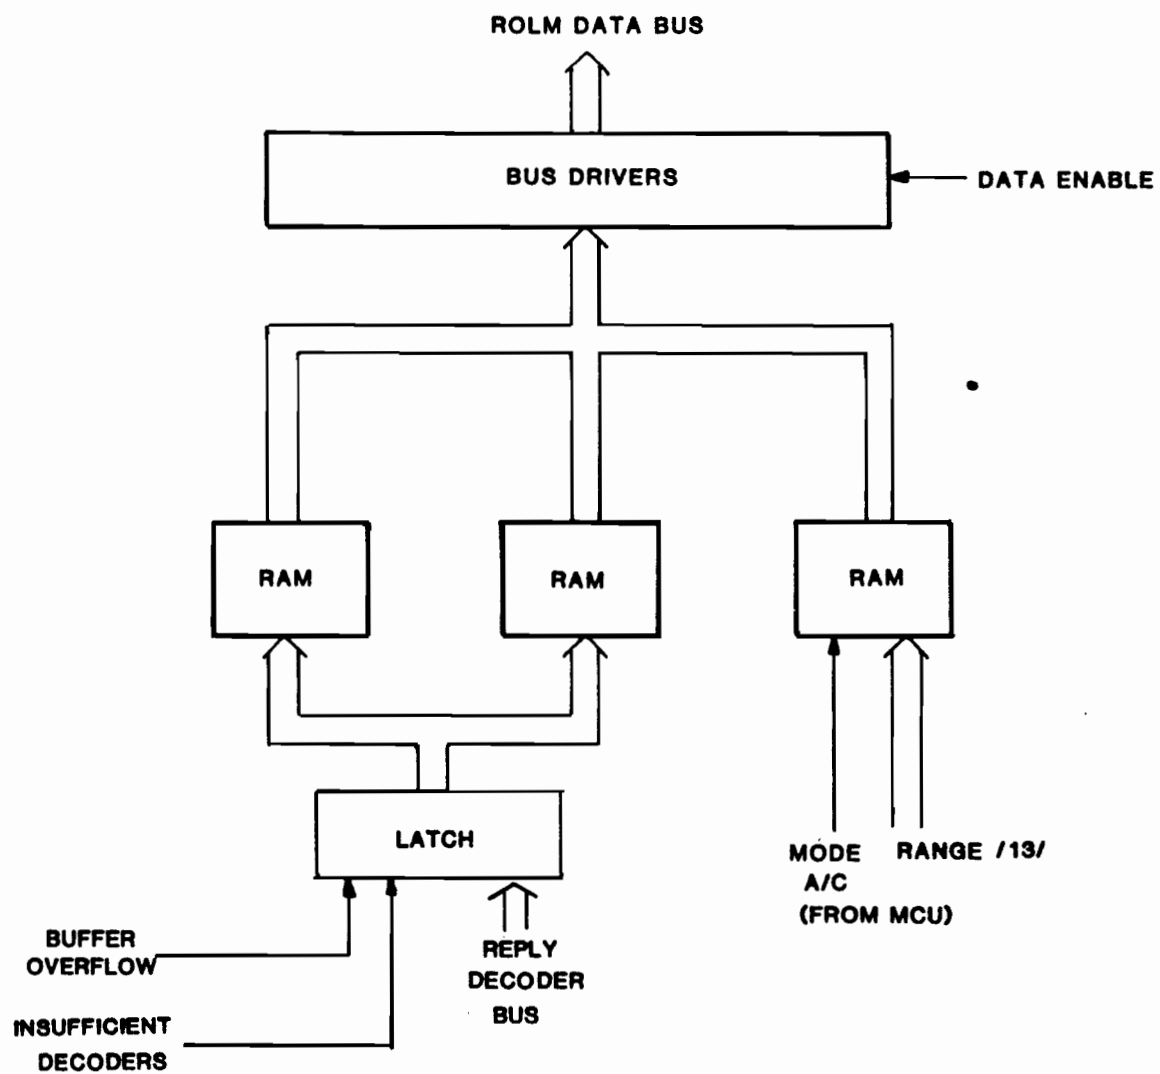 ROLM DATA BUS
BUS DRIVERS
DATA ENABLE
RAM
RAM
RAM
LATCH
MODE
A/C
(FROM MCU)
RANGE /13/
BUFFER
OVERFLOW
REPLY
DECODER
BUS
INSUFFICIENT
DECODERS